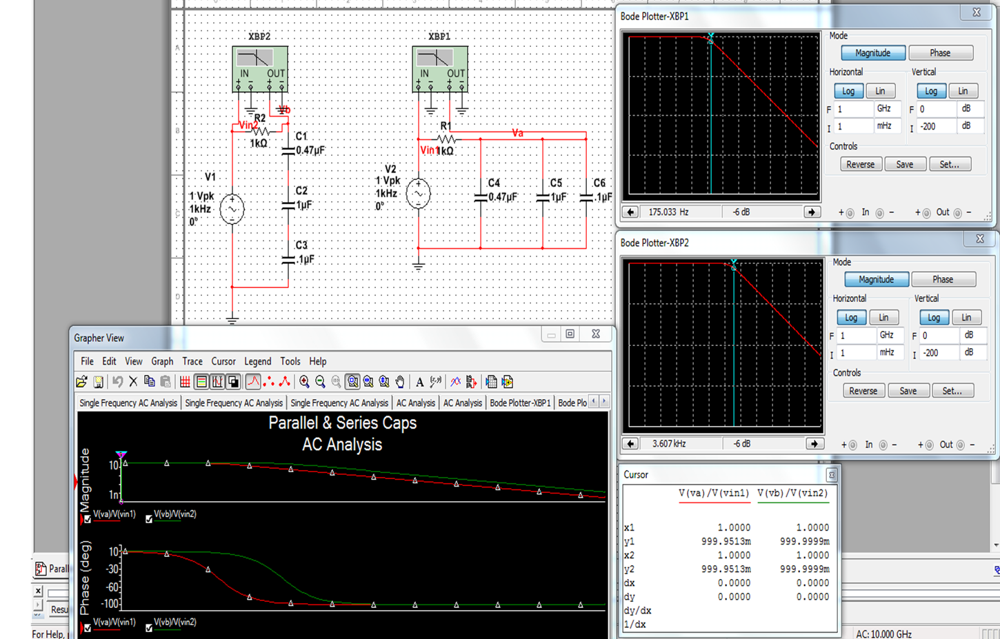 XBP2
IN OUT
+ − + −
Vb
R2
Vin2
1kΩ
C1
0.47µF
V1
1 Vpk
1kHz
0°
C2
1µF
C3
.1µF
XBP1
IN OUT
+ − + −
R1
Va
Vin1
1kΩ
V2
1 Vpk
1kHz
0°
C4
0.47µF
C5
1µF
C6
.1µF
A
B
C
D
Bode Plotter-XBP1
Mode
Magnitude Phase
Horizontal Vertical
Log Lin Log Lin
F 1 GHz F 0 dB
I 1 mHz I -200 dB
Controls
Reverse Save Set...
175.033 Hz -6 dB
+ In − + Out −
Bode Plotter-XBP2
Mode
Magnitude Phase
Horizontal Vertical
Log Lin Log Lin
F 1 GHz F 0 dB
I 1 mHz I -200 dB
Controls
Reverse Save Set...
3.607 kHz -6 dB
+ In − + Out −
Grapher View
File Edit View Graph Trace Cursor Legend Tools Help
Single Frequency AC Analysis Single Frequency AC Analysis Single Frequency AC Analysis AC Analysis AC Analysis Bode Plotter-XBP1 Bode Plo
Parallel & Series Caps
AC Analysis
Magnitude
10
1n
V(va)/V(vin1) V(vb)/V(vin2)
Phase (deg)
10
-30
-60
-100
V(va)/V(vin1) V(vb)/V(vin2)
Cursor
V(va)/V(vin1) V(vb)/V(vin2)
x1 1.0000 1.0000
y1 999.9513m 999.9999m
x2 1.0000 1.0000
y2 999.9513m 999.9999m
dx 0.0000 0.0000
dy 0.0000 0.0000
dy/dx
1/dx
Parall
Resu
For Help,
AC: 10.000 GHz